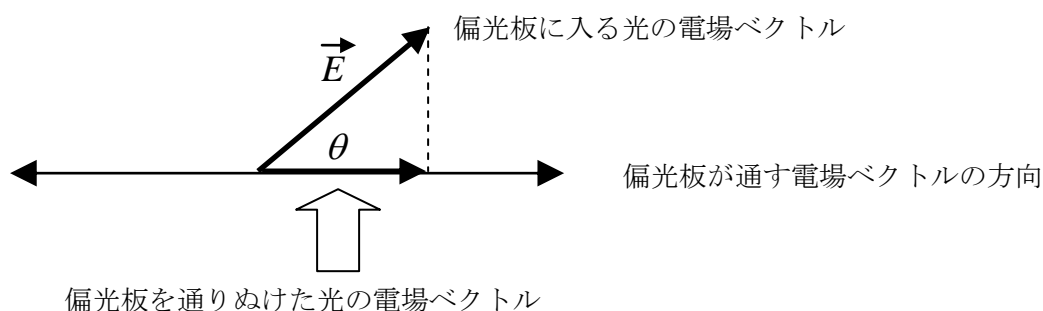 偏光板に入る光の電場ベクトル
E
θ
偏光板が通す電場ベクトルの方向
偏光板を通りぬけた光の電場ベクトル